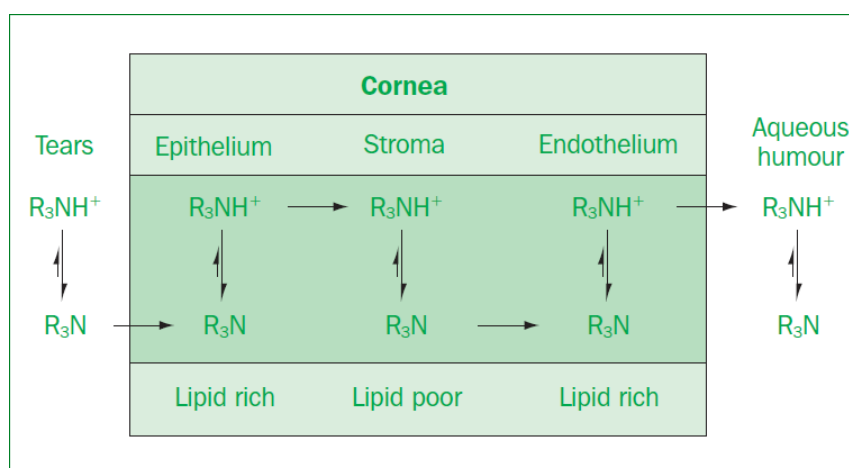 Cornea
Tears
Epithelium
Stroma
Endothelium
Aqueous
humour
R₃NH⁺
R₃NH⁺
R₃NH⁺
R₃NH⁺
R₃NH⁺
R₃N
R₃N
R₃N
R₃N
R₃N
Lipid rich
Lipid poor
Lipid rich